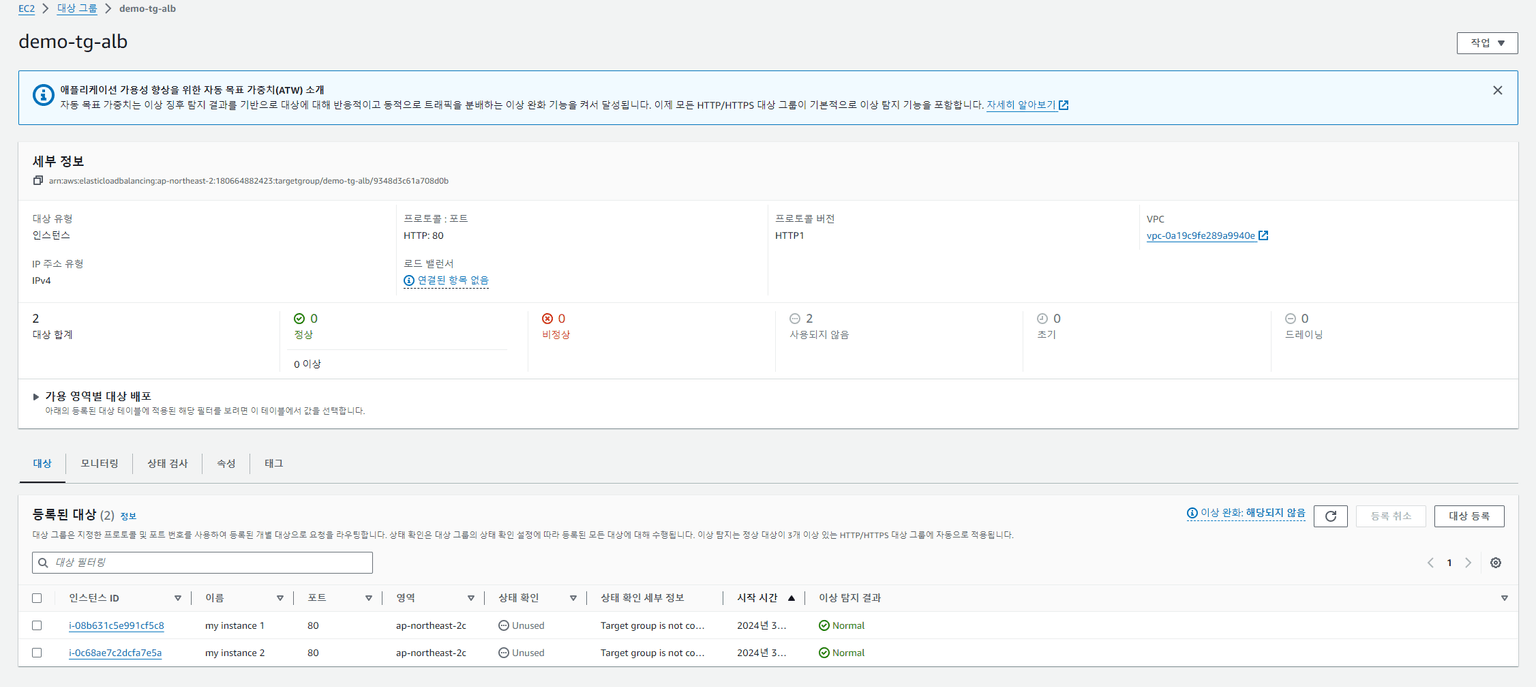 EC2 > 대상 그룹 > demo-tg-alb
demo-tg-alb
작업
애플리케이션 가용성 향상을 위한 자동 목표 가중치(ATW) 소개
자동 목표 가중치는 이상 징후 탐지 결과를 기반으로 대상에 대해 반응적이고 동적으로 트래픽을 분배하는 이상 완화 기능을 켜서 달성됩니다. 이제 모든 HTTP/HTTPS 대상 그룹이 기본적으로 이상 탐지 기능을 포함합니다. 자세히 알아보기
세부 정보
arn:aws:elasticloadbalancing:ap-northeast-2:180664882423:targetgroup/demo-tg-alb/9348d3c61a708d0b
대상 유형
인스턴스
프로토콜 : 포트
HTTP: 80
프로토콜 버전
HTTP1
VPC
vpc-0a19c9fe289a9940e
IP 주소 유형
IPv4
로드 밸런서
연결된 항목 없음
2
대상 합계
0
정상
0 이상
0
비정상
2
사용되지 않음
0
초기
0
드레이닝
가용 영역별 대상 배포
아래의 등록된 대상 테이블에 적용된 해당 필터를 보려면 이 테이블에서 값을 선택합니다.
대상 모니터링 상태 검사 속성 태그
등록된 대상 (2) 정보
이상 완화: 해당되지 않음 등록 취소 대상 등록
대상 그룹은 지정한 프로토콜 및 포트 번호를 사용하여 등록된 개별 대상으로 요청을 라우팅합니다. 상태 확인은 대상 그룹의 상태 확인 설정에 따라 등록된 모든 대상에 대해 수행됩니다. 이상 탐지는 정상 대상이 3개 이상 있는 HTTP/HTTPS 대상 그룹에 자동으로 적용됩니다.
대상 필터링
1
인스턴스 ID 이름 포트 영역 상태 확인 상태 확인 세부 정보 시작 시간 이상 탐지 결과
i-08b631c5e991cf5c8 my instance 1 80 ap-northeast-2c Unused Target group is not co... 2024년 3... Normal
i-0c68ae7c2dcfa7e5a my instance 2 80 ap-northeast-2c Unused Target group is not co... 2024년 3... Normal